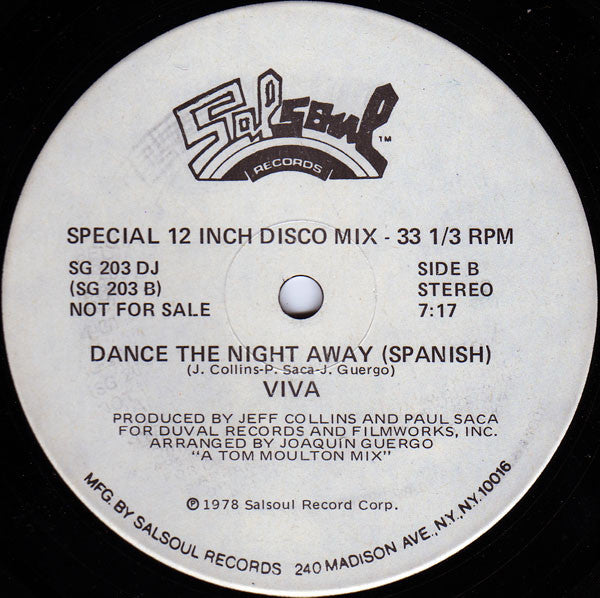 Salsoul ™
RECORDS
SPECIAL 12 INCH DISCO MIX - 33 1/3 RPM
SG 203 DJ
(SG 203 B)
NOT FOR SALE
SIDE B
STEREO
7:17
DANCE THE NIGHT AWAY (SPANISH)
(J. Collins-P. Saca-J. Guergo)
VIVA
PRODUCED BY JEFF COLLINS AND PAUL SACA
FOR DUVAL RECORDS AND FILMWORKS, INC.
ARRANGED BY JOAQUIN GUERGO
"A TOM MOULTON MIX"
℗ 1978 Salsoul Record Corp.
MFG. BY SALSOUL RECORDS 240 MADISON AVE., N.Y., N.Y. 10016